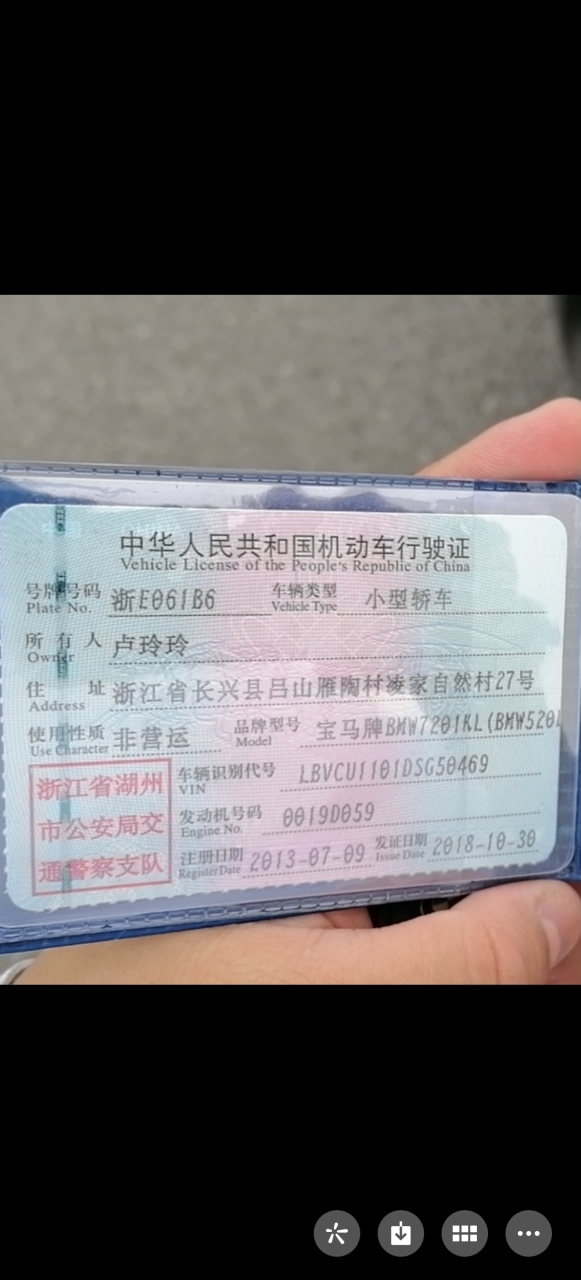 中华人民共和国机动车行驶证
Vehicle License of the People's Republic of China
号牌号码 浙E061B6 车辆类型 小型轿车
Plate No. Vehicle Type
所有人 卢玲玲
Owner
住址 浙江省长兴县吕山雁陶村凌家自然村27号
Address
使用性质 非营运 品牌型号 宝马牌BMW7201KL(BMW520
Use Character Model
浙江省湖州
市公安局交
通警察支队
车辆识别代号 LBVCU1101DSG50469
VIN
发动机号码 0019D059
Engine No.
注册日期 2013-07-09 发证日期 2018-10-30
Register Date Issue Date